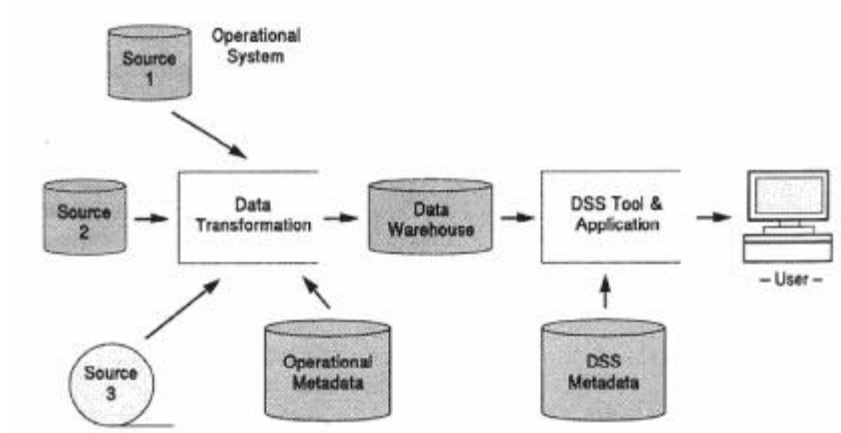 Source
1
Operational
System
Source
2
Data
Transformation
Data
Warehouse
DSS Tool &
Application
– User –
Source
3
Operational
Metadata
DSS
Metadata